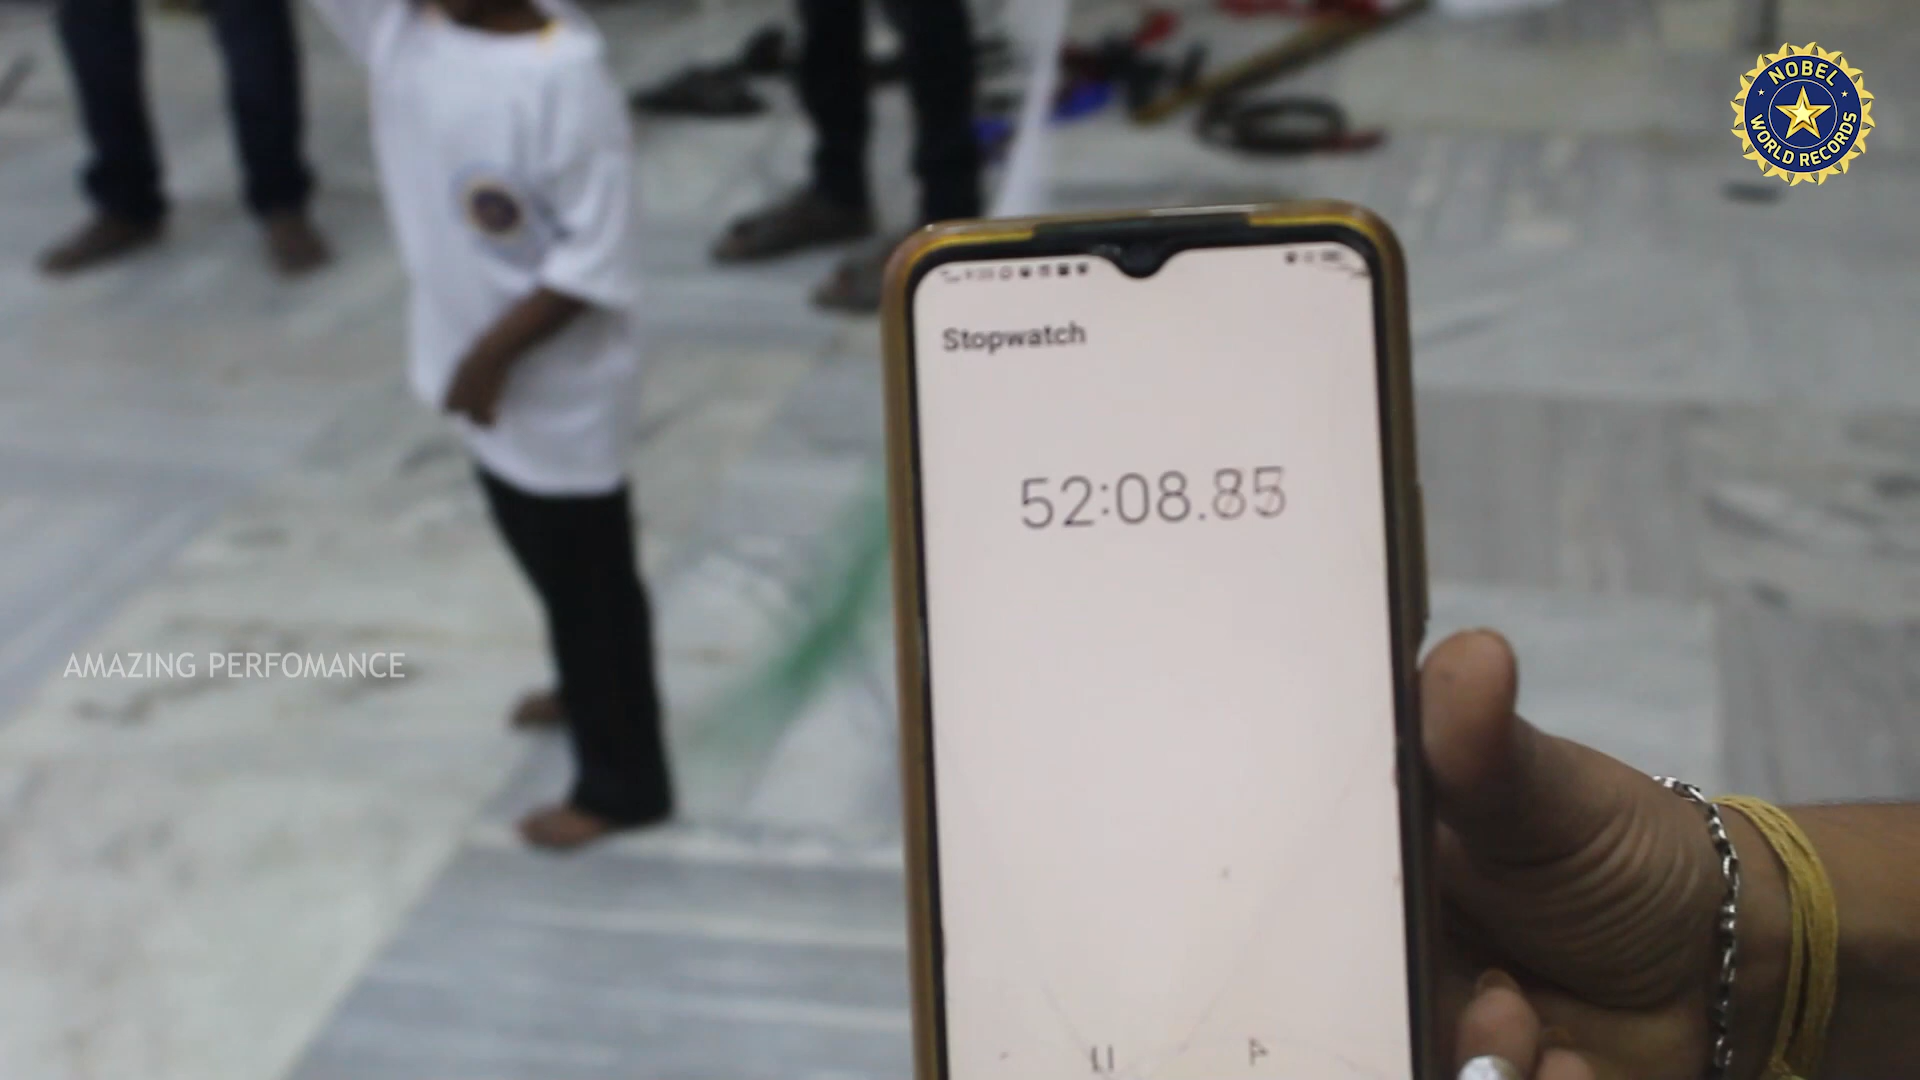 NOBEL
WORLD RECORDS
Stopwatch
52:08.85
AMAZING PERFOMANCE